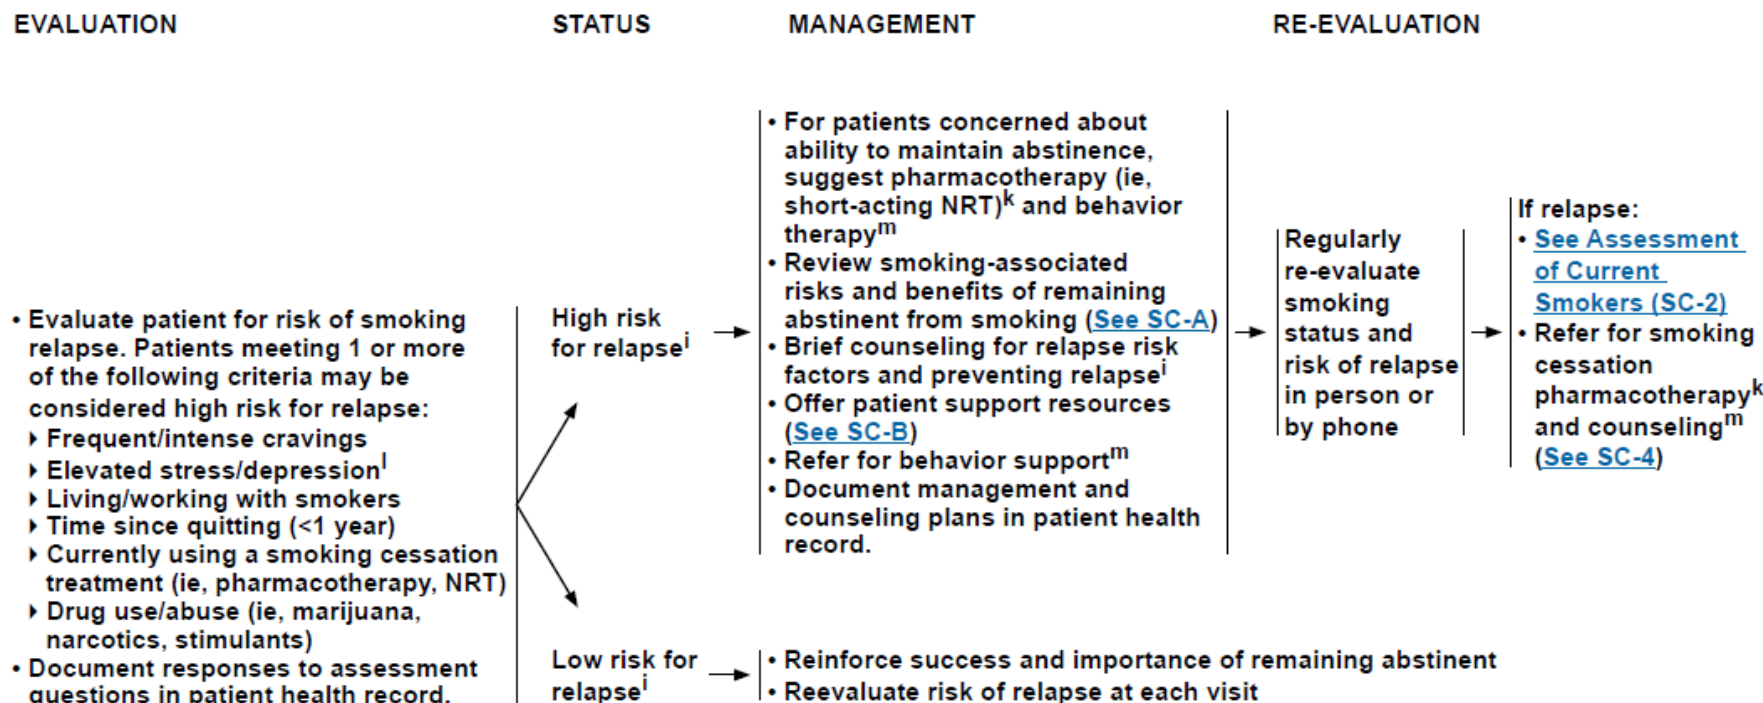 EVALUATION
STATUS
MANAGEMENT
RE-EVALUATION
• Evaluate patient for risk of smoking
relapse. Patients meeting 1 or more
of the following criteria may be
considered high risk for relapse:
▸ Frequent/intense cravings
▸ Elevated stress/depression^l
▸ Living/working with smokers
▸ Time since quitting (<1 year)
▸ Currently using a smoking cessation
treatment (ie, pharmacotherapy, NRT)
▸ Drug use/abuse (ie, marijuana,
narcotics, stimulants)
• Document responses to assessment
questions in patient health record.
High risk
for relapse^i
• For patients concerned about
ability to maintain abstinence,
suggest pharmacotherapy (ie,
short-acting NRT)^k and behavior
therapy^m
• Review smoking-associated
risks and benefits of remaining
abstinent from smoking (See SC-A)
• Brief counseling for relapse risk
factors and preventing relapse^i
• Offer patient support resources
(See SC-B)
• Refer for behavior support^m
• Document management and
counseling plans in patient health
record.
Regularly
re-evaluate
smoking
status and
risk of relapse
in person or
by phone
If relapse:
• See Assessment
of Current
Smokers (SC-2)
• Refer for smoking
cessation
pharmacotherapy^k
and counseling^m
(See SC-4)
Low risk for
relapse^i
• Reinforce success and importance of remaining abstinent
• Reevaluate risk of relapse at each visit